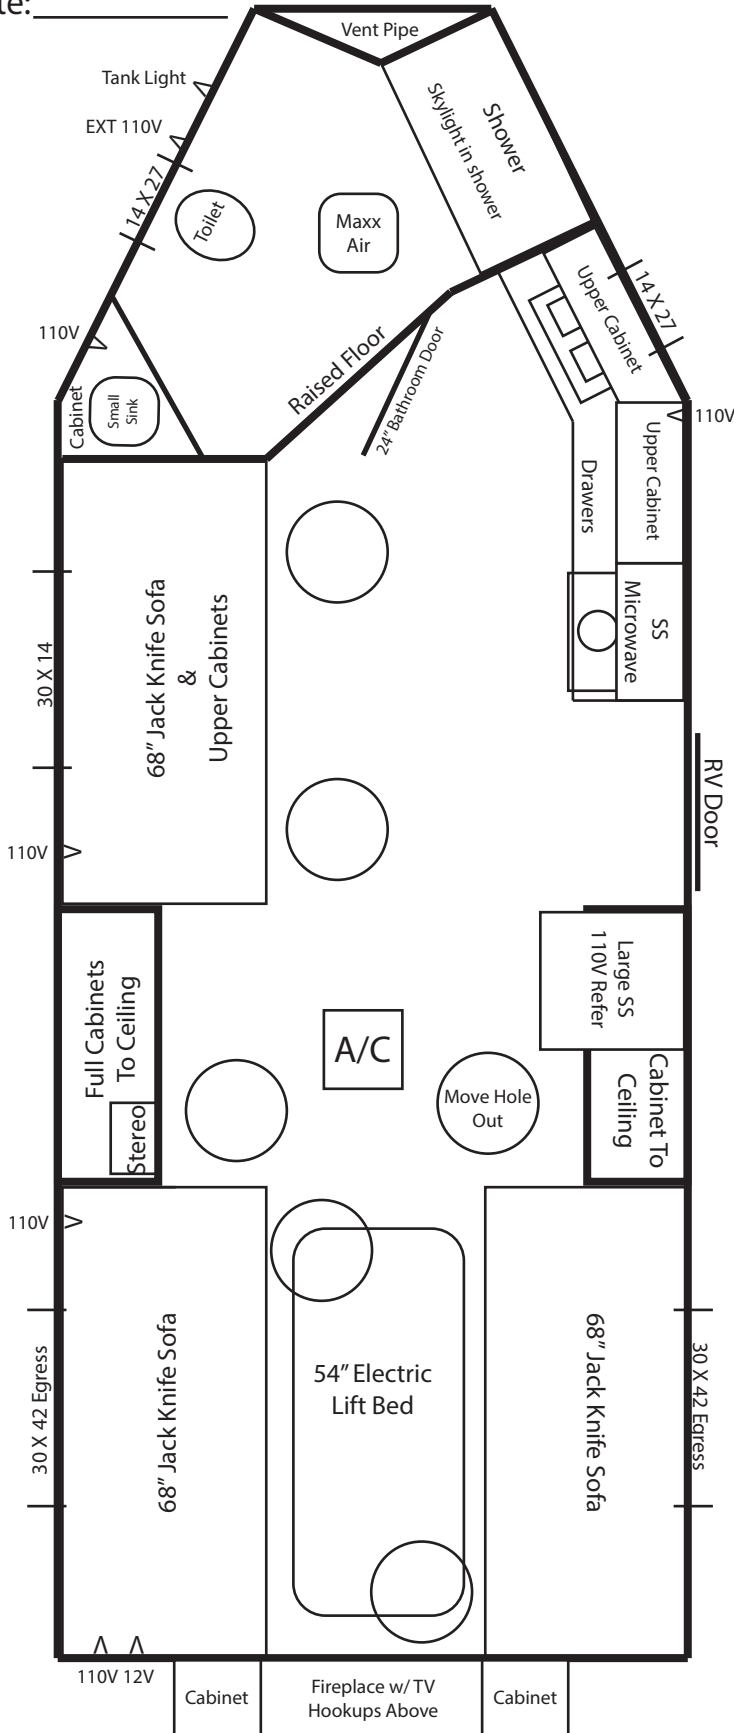 te:
Vent Pipe
Tank Light
EXT 110V
14 X 27
Toilet
Maxx
Air
Shower
Skylight in shower
14 X 27
Upper Cabinet
110V
Cabinet
Small
Sink
Raised Floor
24" Bathroom Door
110V
Upper Cabinet
Drawers
SS
Microwave
30 X 14
68" Jack Knife Sofa
&
Upper Cabinets
RV Door
110V
Full Cabinets
To Ceiling
Stereo
A/C
Large SS
110V Refer
Move Hole
Out
Cabinet To
Ceiling
110V
30 X 42 Egress
68" Jack Knife Sofa
54" Electric
Lift Bed
68" Jack Knife Sofa
30 X 42 Egress
110V 12V
Cabinet
Fireplace w/ TV
Hookups Above
Cabinet